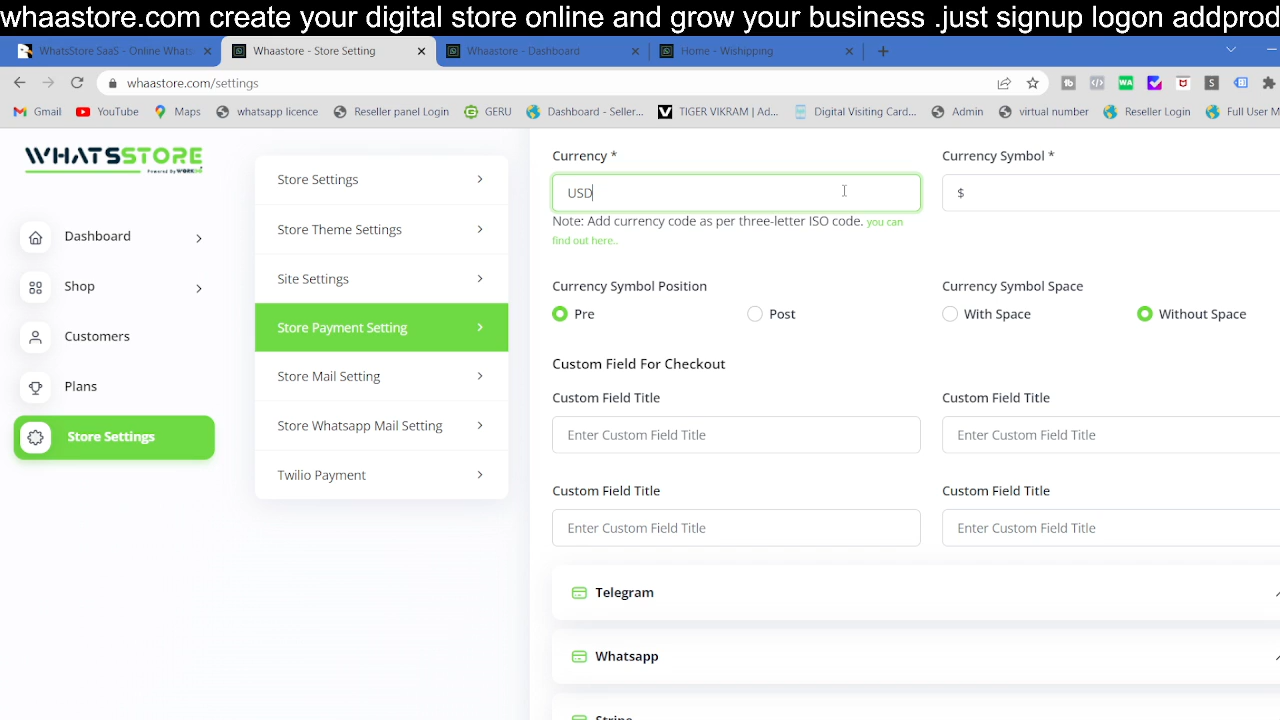 whaastore.com create your digital store online and grow your business .just signup logon addprod
WhatsStore SaaS - Online Whats
Whaastore - Store Setting
Whaastore - Dashboard
Home - Wishipping
whaastore.com/settings
Gmail YouTube Maps whatsapp licence Reseller panel Login GERU Dashboard - Seller... TIGER VIKRAM | Ad... Digital Visiting Card... Admin virtual number Reseller Login Full User M
WHATSSTORE
Powered By
Dashboard
Shop
Customers
Plans
Store Settings
Store Settings
Store Theme Settings
Site Settings
Store Payment Setting
Store Mail Setting
Store Whatsapp Mail Setting
Twilio Payment
Currency * Currency Symbol *
USD $
Note: Add currency code as per three-letter ISO code. you can
find out here..
Currency Symbol Position Currency Symbol Space
Pre Post With Space Without Space
Custom Field For Checkout
Custom Field Title Custom Field Title
Enter Custom Field Title Enter Custom Field Title
Custom Field Title Custom Field Title
Enter Custom Field Title Enter Custom Field Title
Telegram
Whatsapp
Stripe